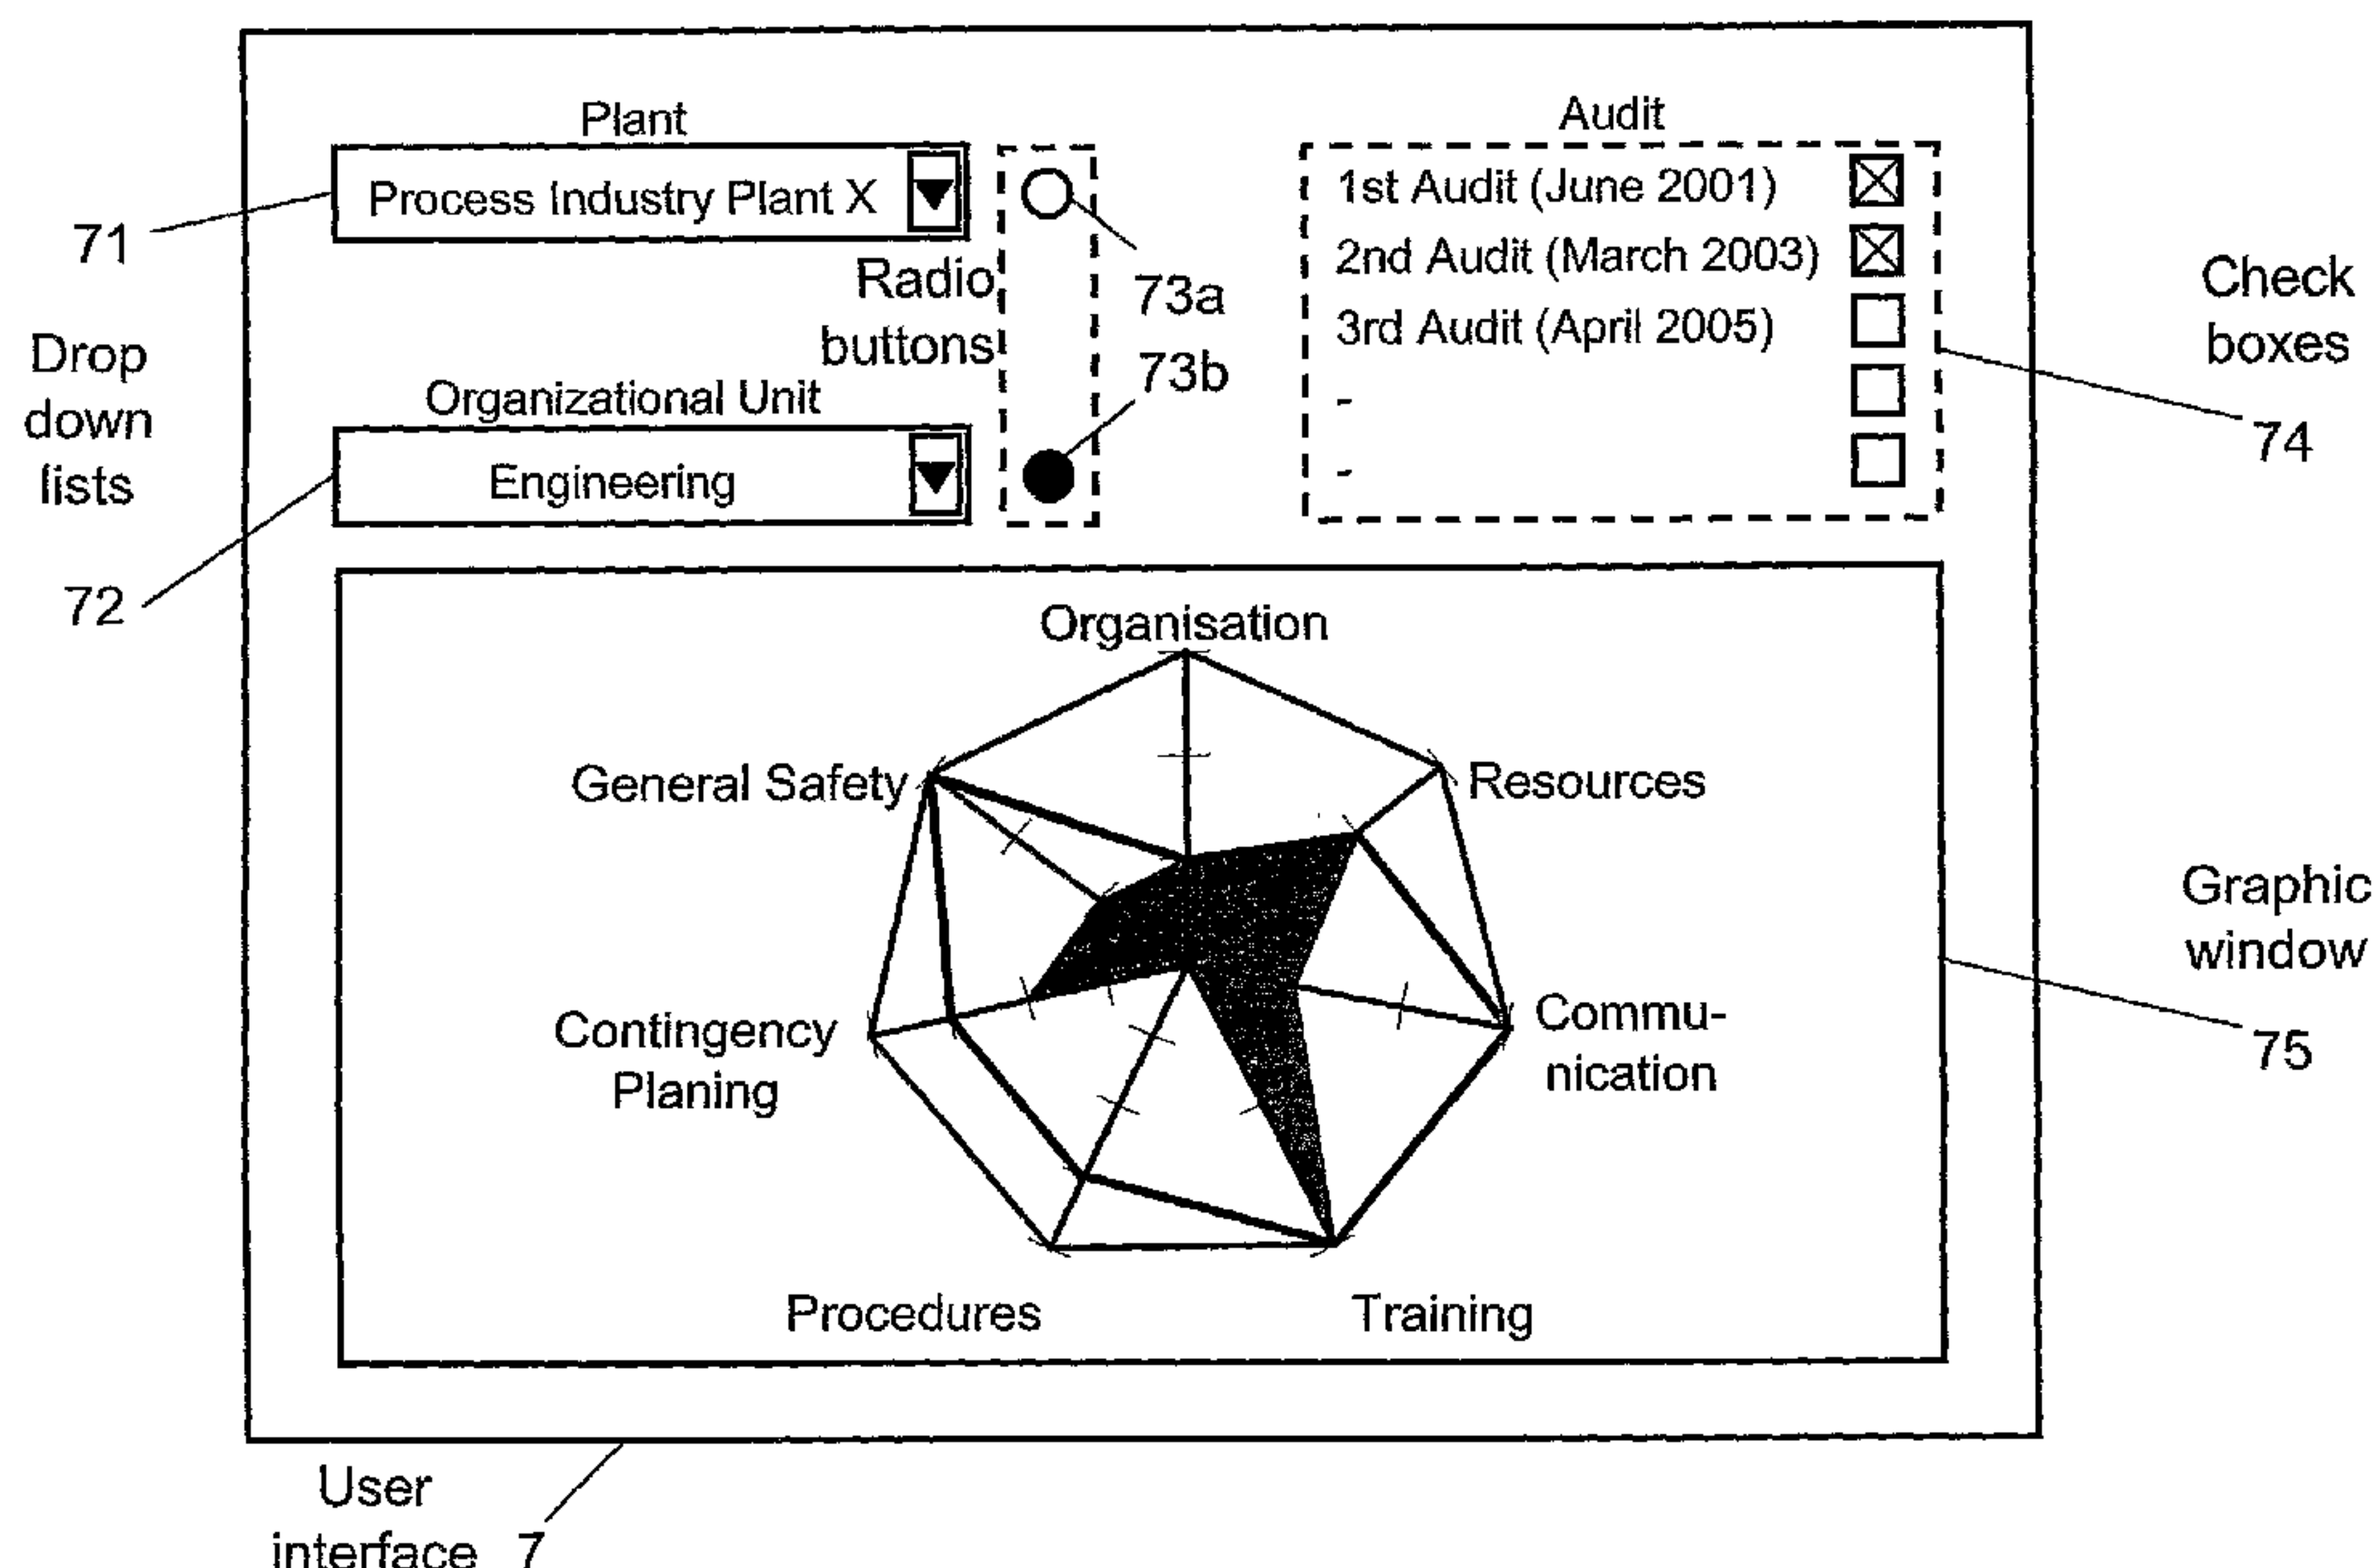 Plant
Process Industry Plant X
71
Radio
buttons
73a
73b
Drop
down
lists
Organizational Unit
Engineering
72
Audit
1st Audit (June 2001)
2nd Audit (March 2003)
3rd Audit (April 2005)
-
-
Check
boxes
74
Organisation
General Safety
Resources
Contingency
Planing
Commu-
nication
Procedures
Training
Graphic
window
75
User
interface 7